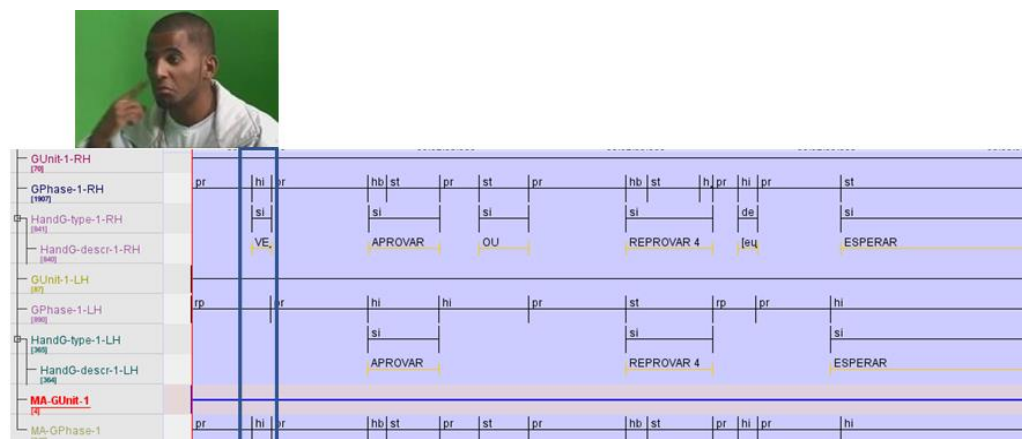 GUnit-1-RH
[70]
GPhase-1-RH pr hi pr hb st pr st pr hb st h. pr hi pr st
[1907]
HandG-type-1-RH si si si si de si
[841]
HandG-descr-1-RH VE. APROVAR OU REPROVAR 4 [eu ESPERAR
[840]
GUnit-1-LH
[87]
GPhase-1-LH rp pr hi hi pr st rp pr hi
[890]
HandG-type-1-LH si si si
[365]
HandG-descr-1-LH APROVAR REPROVAR 4 ESPERAR
[364]
MA-GUnit-1
[4]
MA-GPhase-1 pr hi pr hb st pr st pr hb st pr hi pr hi